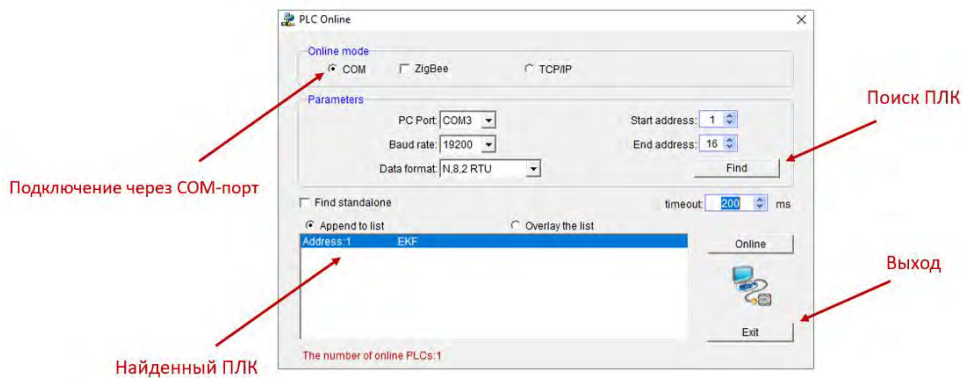 PLC Online
Online mode
COM ZigBee TCP/IP
Parameters
Поиск ПЛК
PC Port: COM3 Start address: 1
Baud rate: 19200 End address: 16
Data format: N,8,2 RTU Find
Подключение через COM-порт
Find standalone timeout: 200 ms
Append to list Overlay the list
Address:1 EKF Online
Выход
Exit
The number of online PLCs:1
Найденный ПЛК